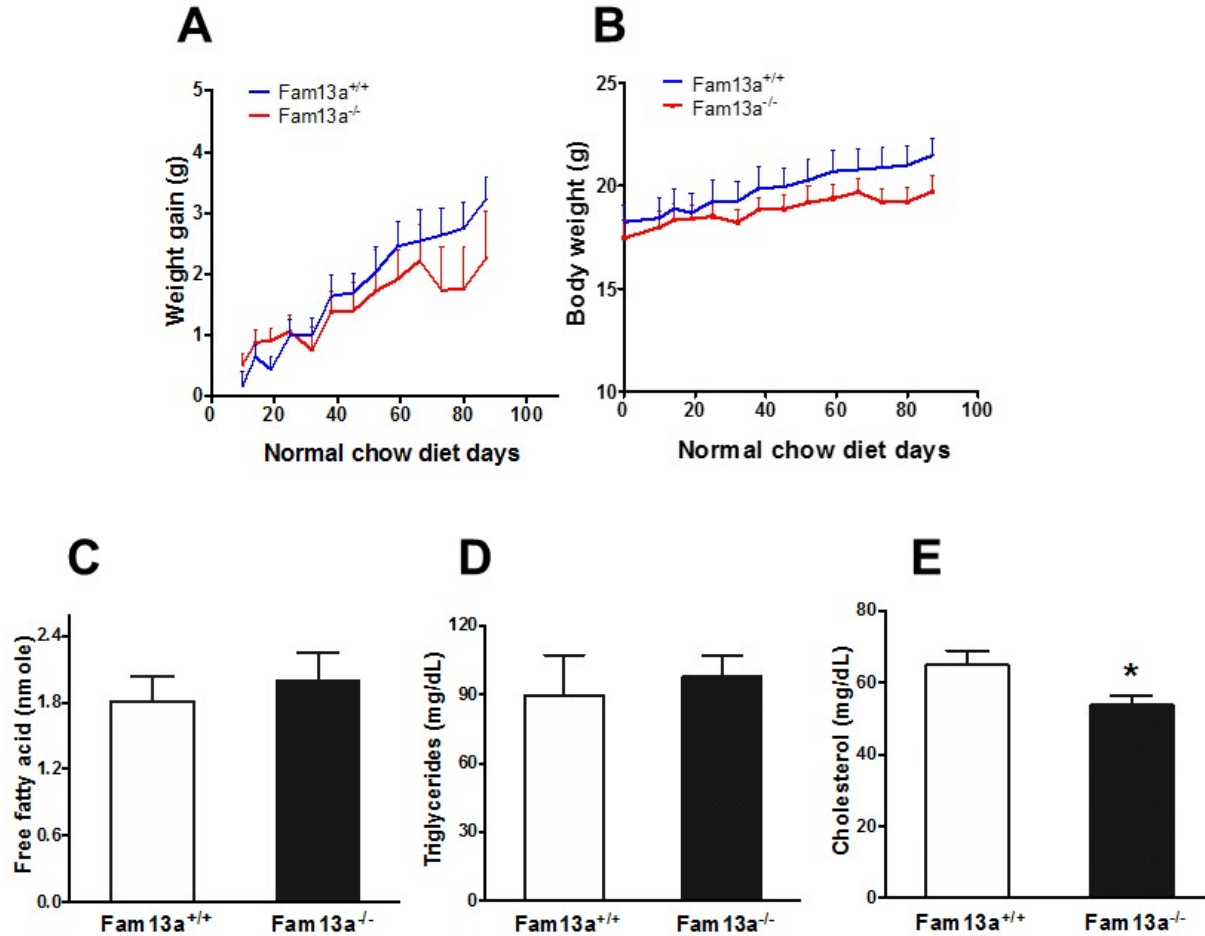 A
B
Fam13a+/+
Fam13a-/-
Weight gain (g)
5
4
3
2
1
0
0 20 40 60 80 100
Normal chow diet days
Fam13a+/+
Fam13a-/-
Body weight (g)
25
20
15
10
0 20 40 60 80 100
Normal chow diet days
C
D
E
Free fatty acid (nmole)
2.4
1.8
1.2
0.6
0.0
Fam13a+/+ Fam13a-/-
Triglycerides (mg/dL)
120
90
60
30
0
Fam13a+/+ Fam13a-/-
Cholesterol (mg/dL)
80
60
40
20
0
*
Fam13a+/+ Fam13a-/-